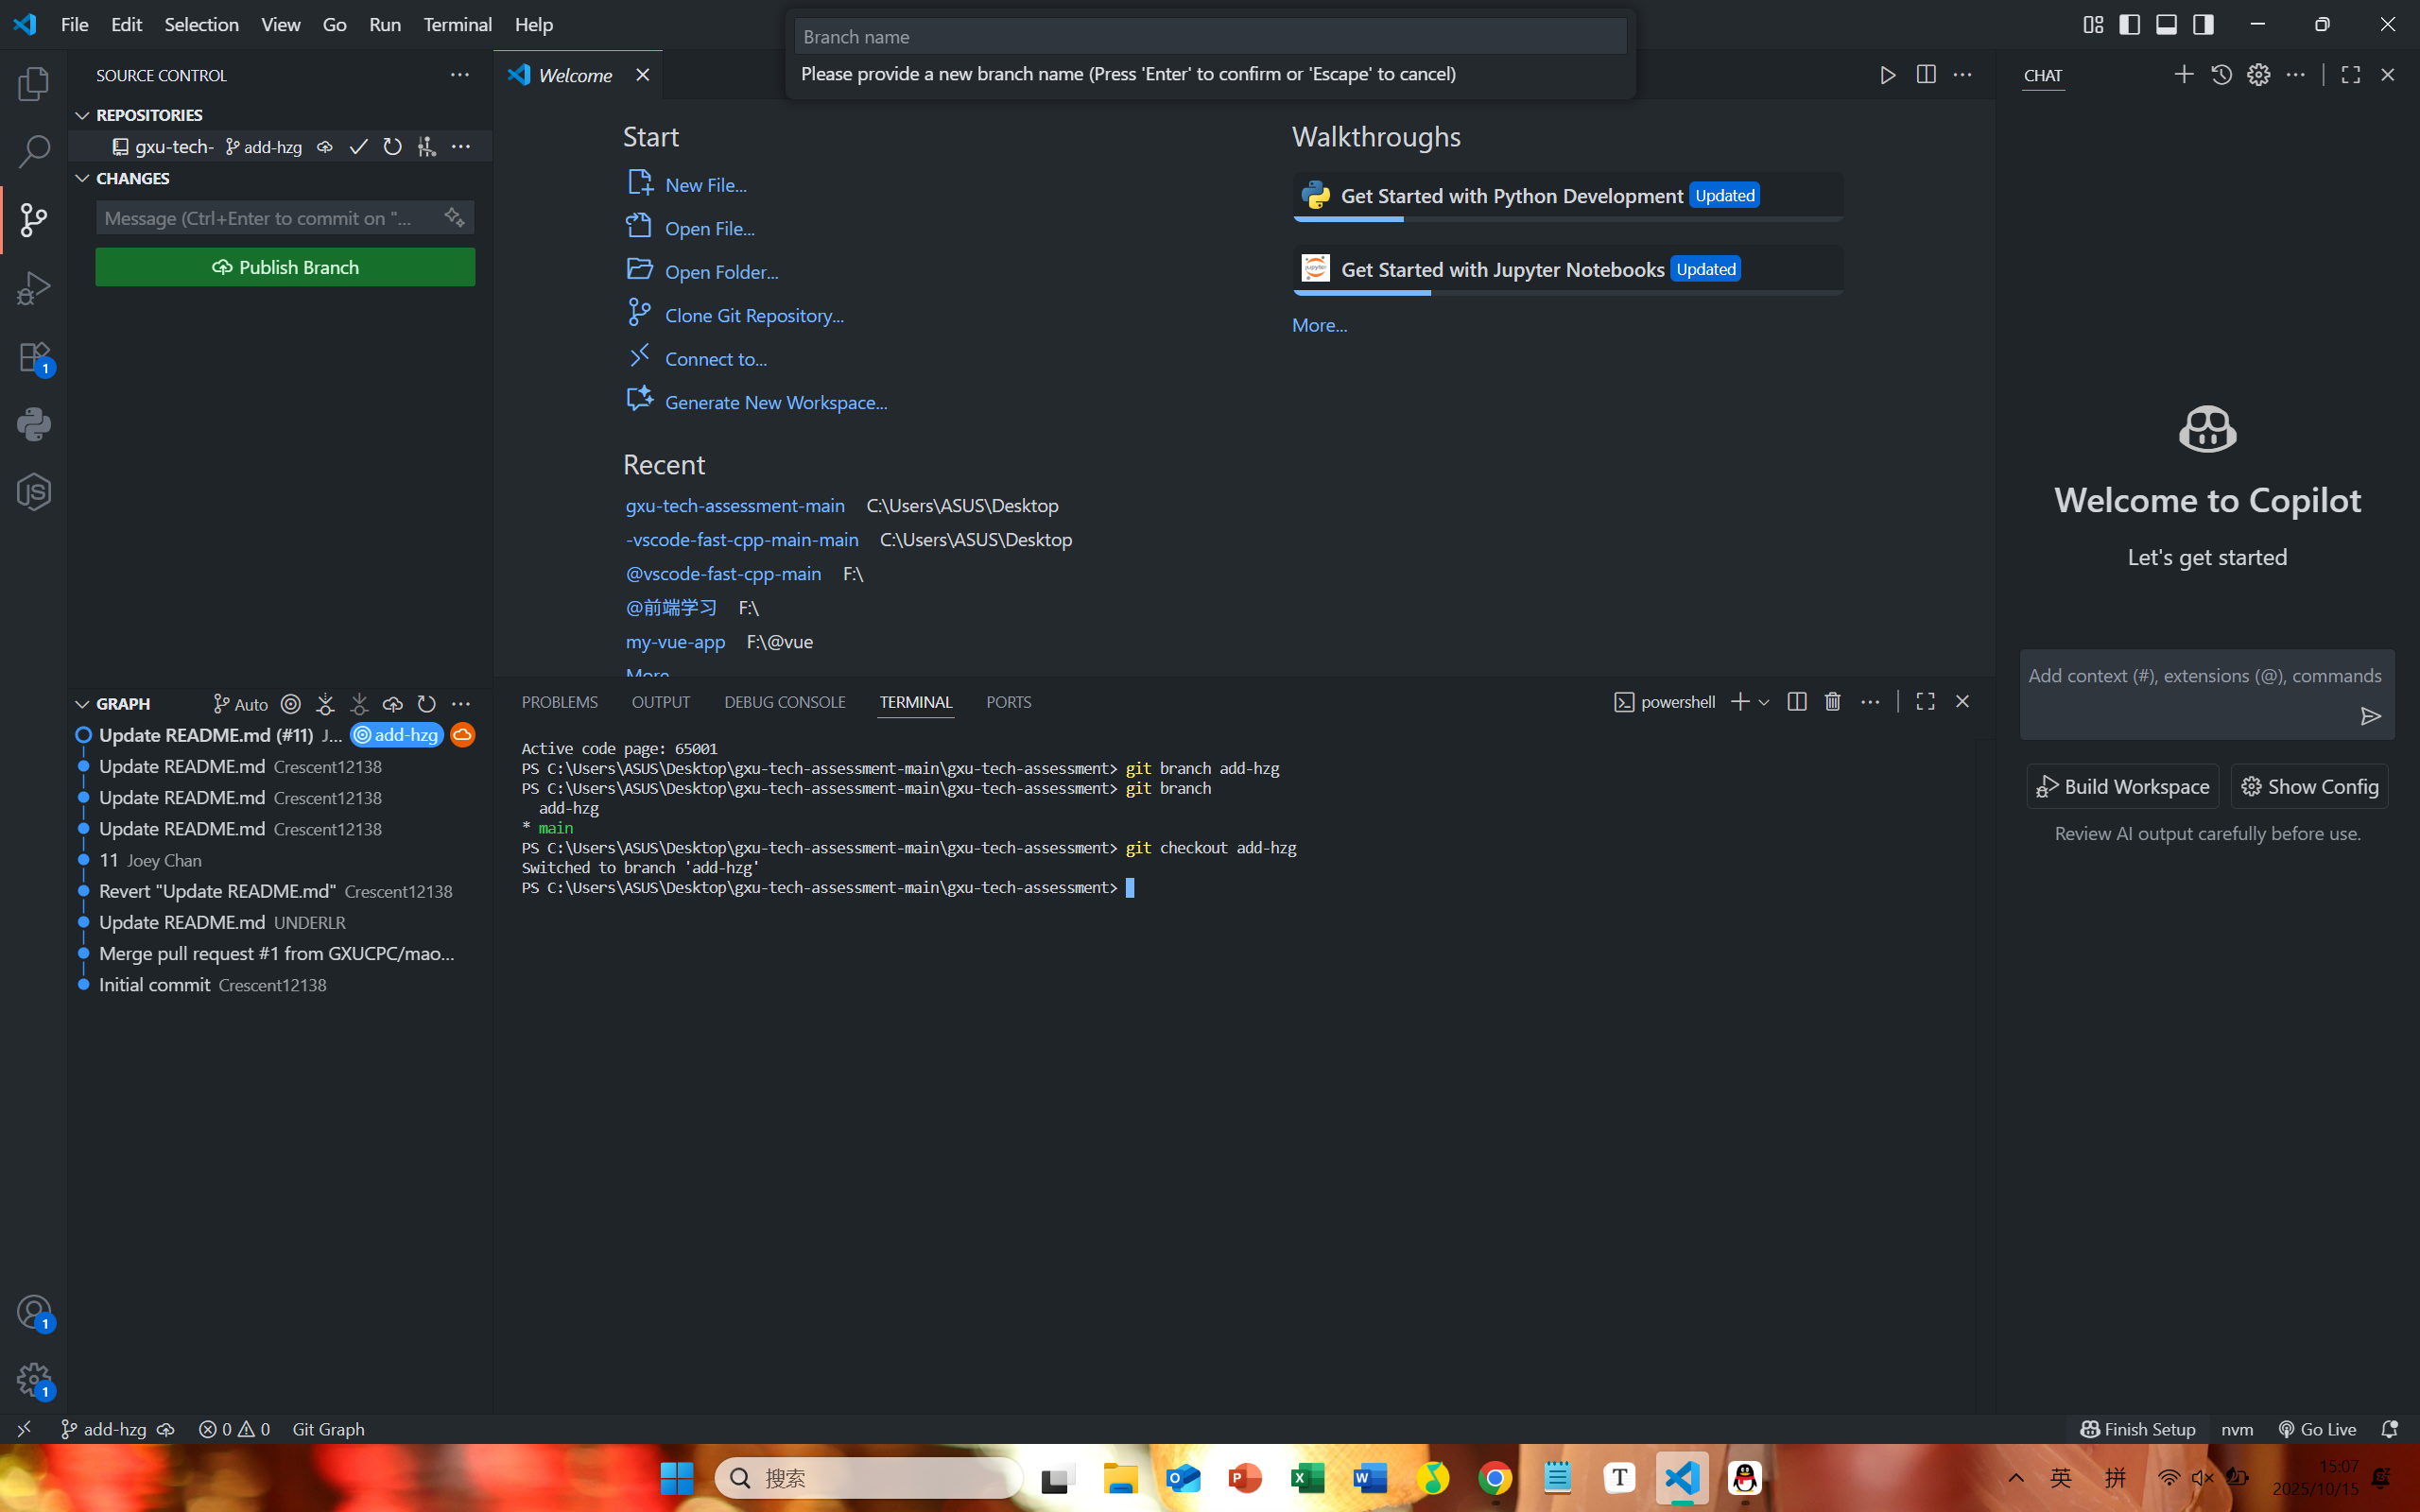 File Edit Selection View Go Run Terminal Help
Branch name
Please provide a new branch name (Press 'Enter' to confirm or 'Escape' to cancel)
SOURCE CONTROL
REPOSITORIES
gxu-tech- add-hzg
CHANGES
Message (Ctrl+Enter to commit on "...
Publish Branch
GRAPH
Auto
Update README.md (#11) J... add-hzg
Update README.md Crescent12138
Update README.md Crescent12138
Update README.md Crescent12138
11 Joey Chan
Revert "Update README.md" Crescent12138
Update README.md UNDERLR
Merge pull request #1 from GXUCPC/mao...
Initial commit Crescent12138
1
1
1
Welcome
Start
New File...
Open File...
Open Folder...
Clone Git Repository...
Connect to...
Generate New Workspace...
Recent
gxu-tech-assessment-main C:\Users\ASUS\Desktop
-vscode-fast-cpp-main-main C:\Users\ASUS\Desktop
@vscode-fast-cpp-main F:\
@前端学习 F:\
my-vue-app F:\@vue
More...
Walkthroughs
Get Started with Python Development Updated
Get Started with Jupyter Notebooks Updated
More...
PROBLEMS OUTPUT DEBUG CONSOLE TERMINAL PORTS
powershell
Active code page: 65001
PS C:\Users\ASUS\Desktop\gxu-tech-assessment-main\gxu-tech-assessment> git branch add-hzg
PS C:\Users\ASUS\Desktop\gxu-tech-assessment-main\gxu-tech-assessment> git branch
add-hzg
* main
PS C:\Users\ASUS\Desktop\gxu-tech-assessment-main\gxu-tech-assessment> git checkout add-hzg
Switched to branch 'add-hzg'
PS C:\Users\ASUS\Desktop\gxu-tech-assessment-main\gxu-tech-assessment>
CHAT
Welcome to Copilot
Let's get started
Add context (#), extensions (@), commands
Build Workspace
Show Config
Review AI output carefully before use.
add-hzg 0 0 Git Graph
Finish Setup nvm Go Live
搜索
英 拼
15:07
2025/10/15